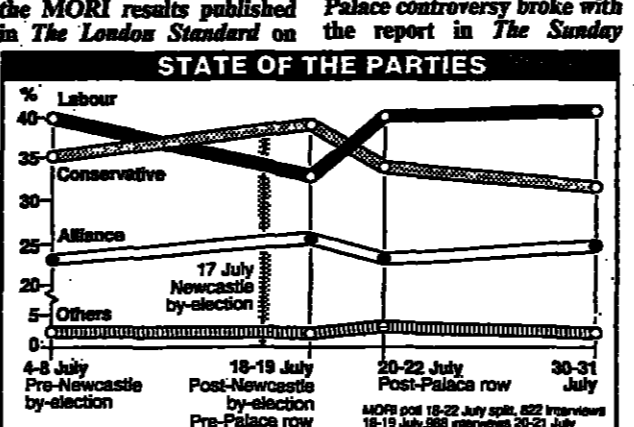 the MORI results published
in The London Standard on
Palace controversy broke with
the report in The Sunday
STATE OF THE PARTIES
%
Labour
40
35
Conservative
30
Alliance
25
20
17 July
Newcastle
by-election
5
Others
0
4-8 July
Pre-Newcastle
by-election
18-19 July
Post-Newcastle
by-election
Pre-Palace row
20-22 July
Post-Palace row
30-31
July
MORI poll 18-22 July split, 822 interviews
18-19 July 988 interviews 20-21 July